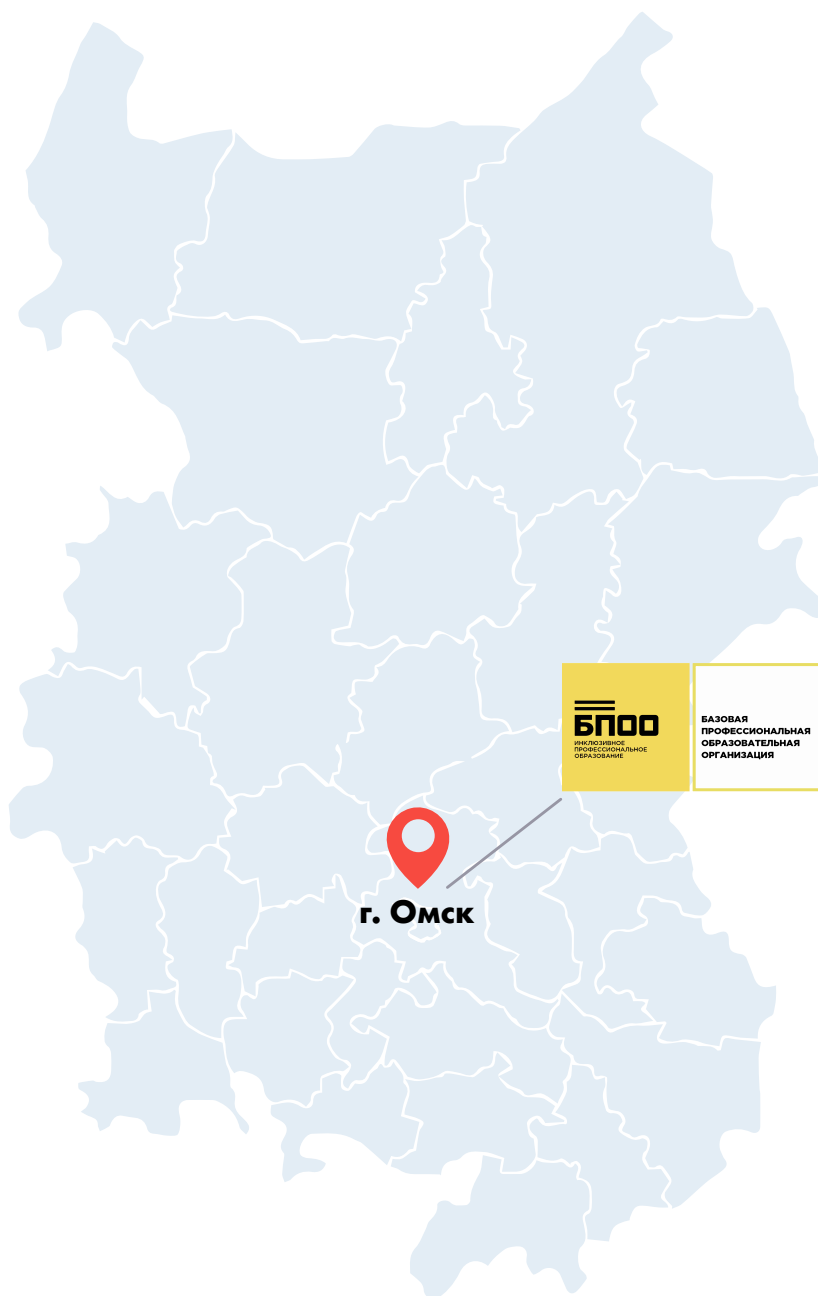 БПОО
ИНКЛЮЗИВНОЕ
ПРОФЕССИОНАЛЬНОЕ
ОБРАЗОВАНИЕ
БАЗОВАЯ
ПРОФЕССИОНАЛЬНАЯ
ОБРАЗОВАТЕЛЬНАЯ
ОРГАНИЗАЦИЯ
г. Омск